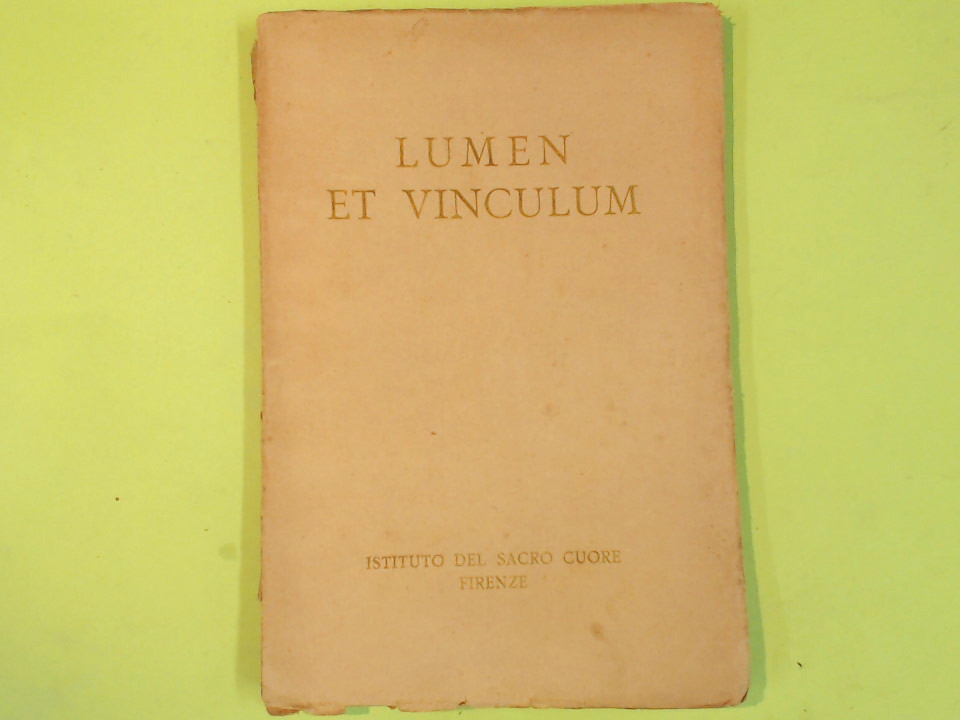 LUMEN
ET VINCULUM
ISTITUTO DEL SACRO CUORE
FIRENZE